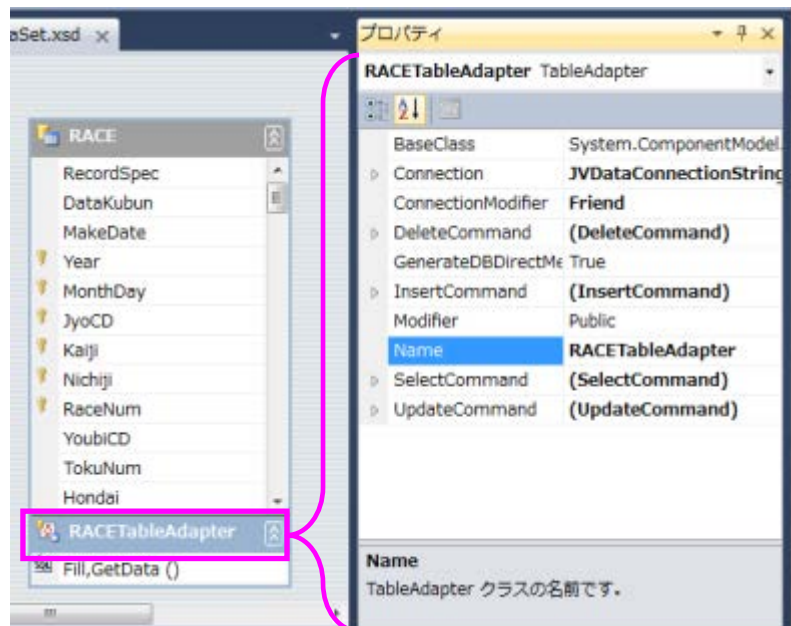 aSet.xsd ×
RACE
RecordSpec
DataKubun
MakeDate
Year
MonthDay
JyoCD
Kaiji
Nichiji
RaceNum
YoubiCD
TokuNum
Hondai
RACETableAdapter
SQL Fill,GetData ()
プロパティ
RACETableAdapter TableAdapter
BaseClass System.ComponentModel.
Connection JVDataConnectionString
ConnectionModifier Friend
DeleteCommand (DeleteCommand)
GenerateDBDirectMe True
InsertCommand (InsertCommand)
Modifier Public
Name RACETableAdapter
SelectCommand (SelectCommand)
UpdateCommand (UpdateCommand)
Name
TableAdapter クラスの名前です。